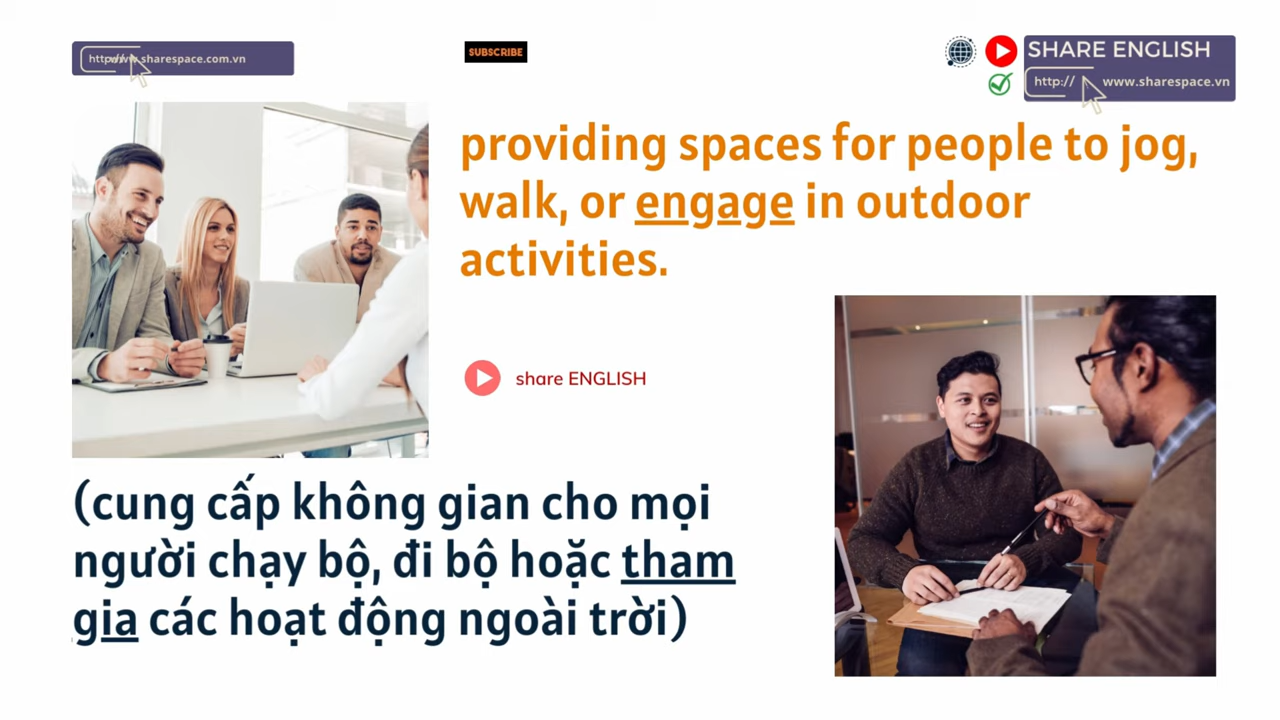 http://www.sharespace.com.vn
SUBSCRIBE
SHARE ENGLISH
http:// www.sharespace.vn
providing spaces for people to jog,
walk, or engage in outdoor
activities.
share ENGLISH
(cung cấp không gian cho mọi
người chạy bộ, đi bộ hoặc tham
gia các hoạt động ngoài trời)